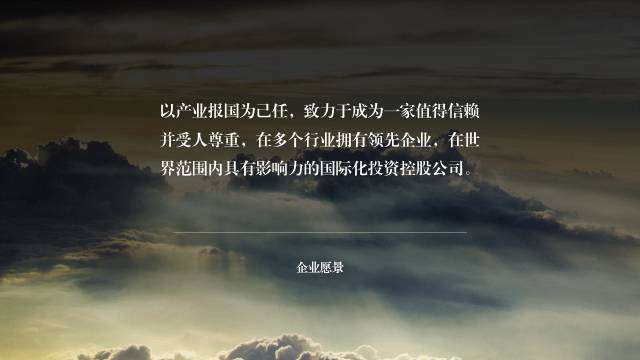 以产业报国为己任，致力于成为一家值得信赖
并受人尊重，在多个行业拥有领先企业，在世
界范围内具有影响力的国际化投资控股公司。
企业愿景